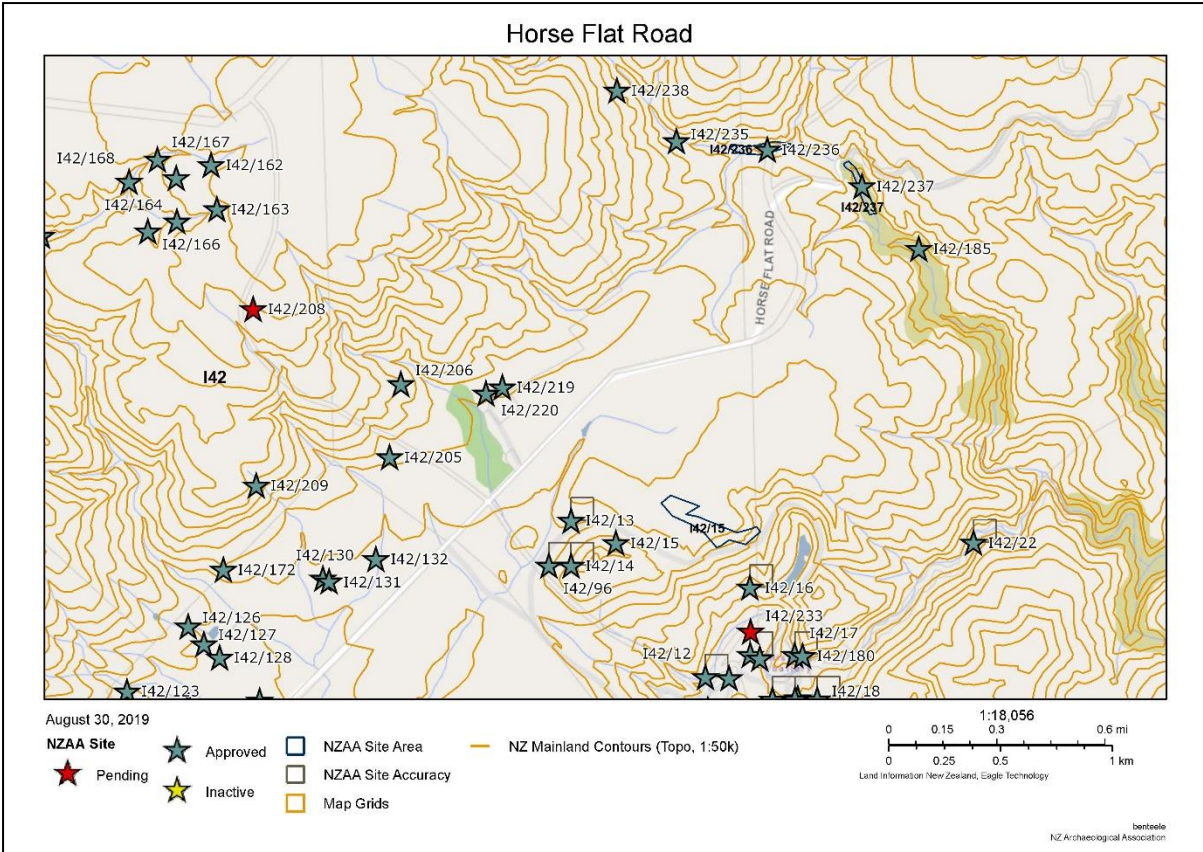 Horse Flat Road
I42/238
I42/235
I42/236
I42/236
I42/167
I42/168
I42/162
I42/164
I42/163
I42/166
I42/237
I42/237
HORSE FLAT ROAD
I42/185
I42/208
I42
I42/206
I42/219
I42/220
I42/205
I42/209
I42/13
I42/15
I42/15
I42/22
I42/130
I42/132
I42/14
I42/172
I42/131
I42/96
I42/16
I42/233
I42/126
I42/17
I42/127
I42/12
I42/180
I42/128
I42/123
I42/18
August 30, 2019
NZAA Site
Pending
Approved
Inactive
NZAA Site Area
NZAA Site Accuracy
Map Grids
NZ Mainland Contours (Topo, 1:50k)
1:18,056
0 0.15 0.3 0.6 mi
0 0.25 0.5 1 km
Land Information New Zealand, Eagle Technology
benteele
NZ Archaeological Association